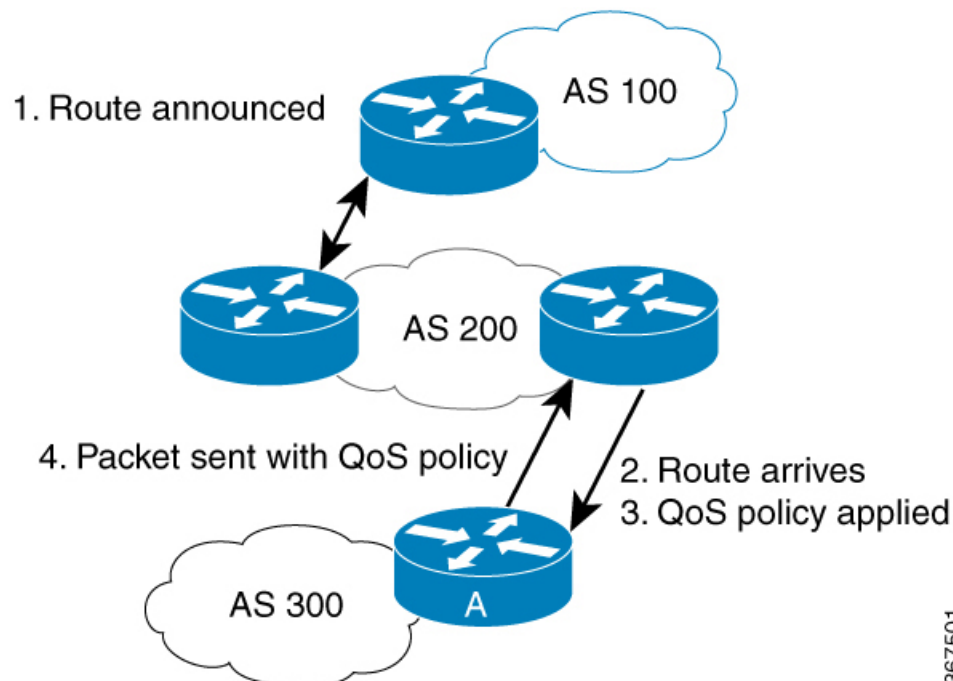 AS 100
1. Route announced
AS 200
4. Packet sent with QoS policy
2. Route arrives
3. QoS policy applied
AS 300
A
367501